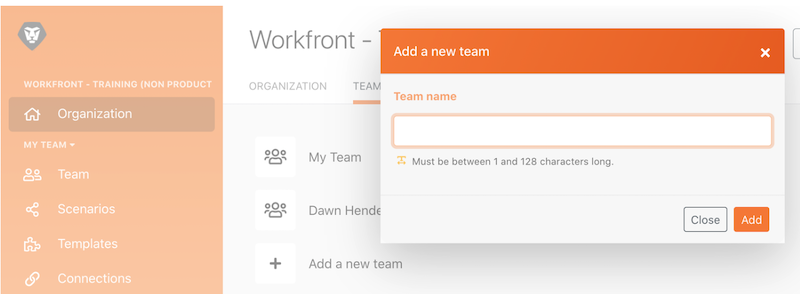 Workfront -
Add a new team
WORKFRONT - TRAINING (NON PRODUCT
ORGANIZATION
TEAM
Team name
Organization
MY TEAM
My Team
Must be between 1 and 128 characters long.
Team
Scenarios
Dawn Hende
Close
Add
Templates
Add a new team
Connections